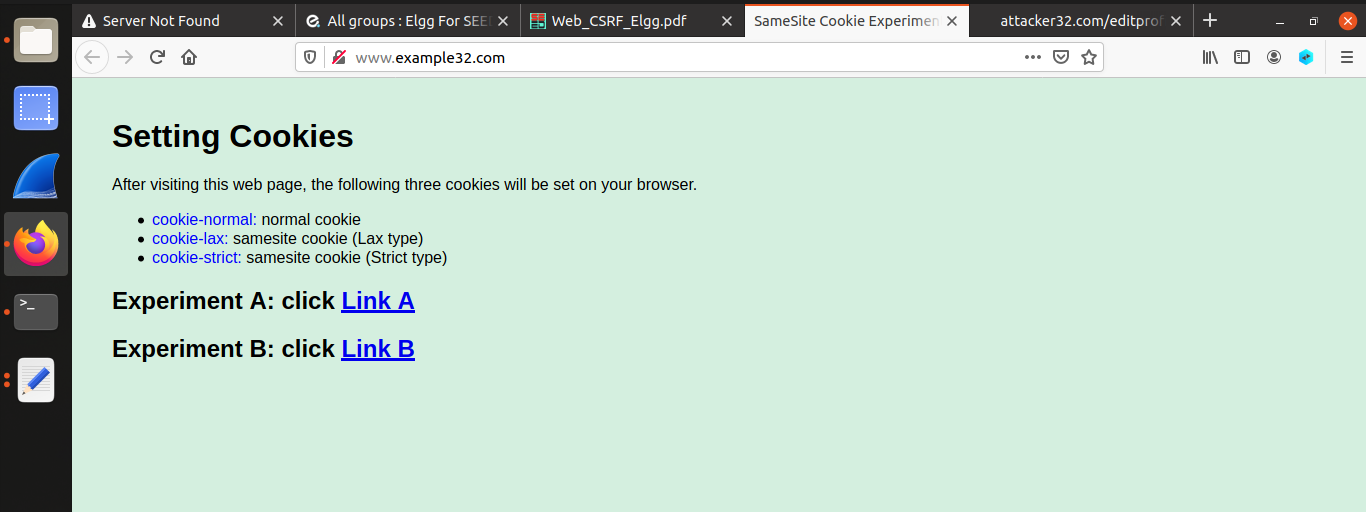 Server Not Found
All groups : Elgg For SEE
Web_CSRF_Elgg.pdf
SameSite Cookie Experimen
attacker32.com/editprof
www.example32.com
Setting Cookies
After visiting this web page, the following three cookies will be set on your browser.
cookie-normal: normal cookie
cookie-lax: samesite cookie (Lax type)
cookie-strict: samesite cookie (Strict type)
Experiment A: click Link A
Experiment B: click Link B